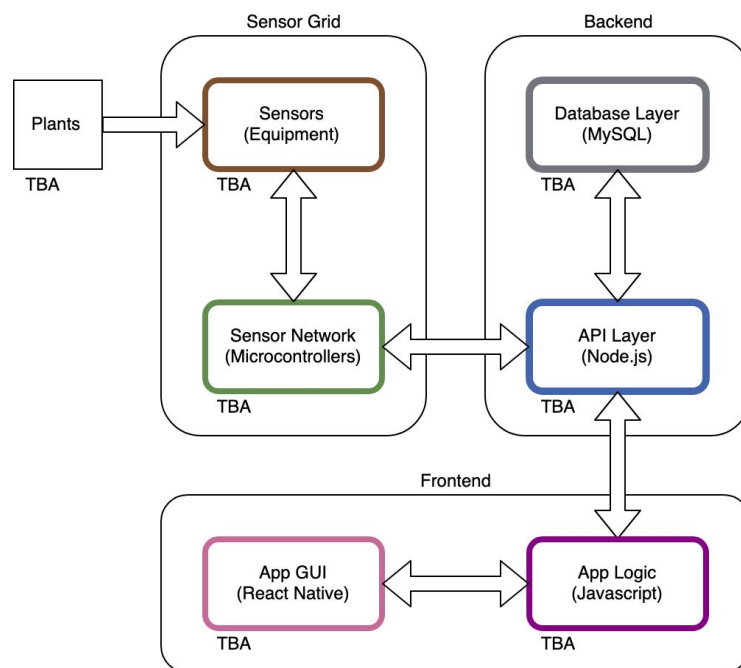 Sensor Grid
Backend
Plants
TBA
Sensors
(Equipment)
TBA
Database Layer
(MySQL)
TBA
Sensor Network
(Microcontrollers)
TBA
API Layer
(Node.js)
TBA
Frontend
App GUI
(React Native)
TBA
App Logic
(Javascript)
TBA